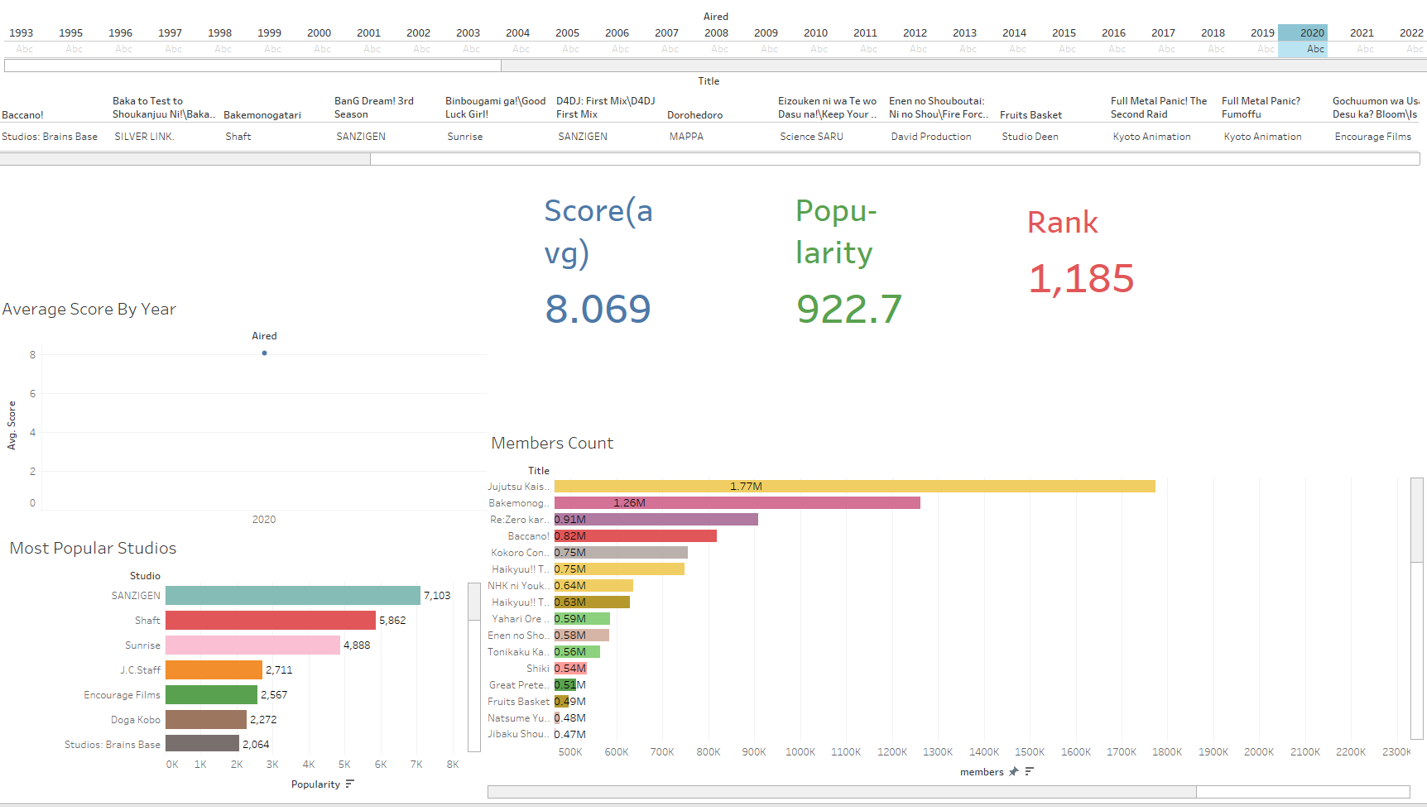 Aired
1993 1995 1996 1997 1998 1999 2000 2001 2002 2003 2004 2005 2006 2007 2008 2009 2010 2011 2012 2013 2014 2015 2016 2017 2018 2019 2020 2021 2022
Abc Abc Abc Abc Abc Abc Abc Abc Abc Abc Abc Abc Abc Abc Abc Abc Abc Abc Abc Abc Abc Abc Abc Abc Abc Abc Abc Abc Abc
Title
Baka to Test to BanG Dream! 3rd Binbougami ga!\Good D4DJ: First Mix\D4DJ Eizouken ni wa Te wo Enen no Shouboutai: Full Metal Panic! The Full Metal Panic? Gochuumon wa Usa
Baccano! Shoukanjuu Ni!\Baka.. Bakemonogatari Season Luck Girl! First Mix Dorohedoro Dasu na!\Keep Your .. Ni no Shou\Fire Forc.. Fruits Basket Second Raid Fumoffu Desu ka? Bloom\Is
Studios: Brains Base SILVER LINK. Shaft SANZIGEN Sunrise SANZIGEN MAPPA Science SARU David Production Studio Deen Kyoto Animation Kyoto Animation Encourage Films
Score(a
vg)
8.069
Popu-
larity
922.7
Rank
1,185
Average Score By Year
Aired
8
6
4
2
0
Avg. Score
2020
Most Popular Studios
Studio
SANZIGEN 7,103
Shaft 5,862
Sunrise 4,888
J.C.Staff 2,711
Encourage Films 2,567
Doga Kobo 2,272
Studios: Brains Base 2,064
0K 1K 2K 3K 4K 5K 6K 7K 8K
Popularity
Members Count
Title
Jujutsu Kais.. 1.77M
Bakemonog.. 1.26M
Re:Zero kar.. 0.91M
Baccano! 0.82M
Kokoro Con.. 0.75M
Haikyuu!! T.. 0.75M
NHK ni Youk.. 0.64M
Haikyuu!! T.. 0.63M
Yahari Ore .. 0.59M
Enen no Sho.. 0.58M
Tonikaku Ka.. 0.56M
Shiki 0.54M
Great Prete.. 0.51M
Fruits Basket 0.49M
Natsume Yu.. 0.48M
Jibaku Shou.. 0.47M
500K 600K 700K 800K 900K 1000K 1100K 1200K 1300K 1400K 1500K 1600K 1700K 1800K 1900K 2000K 2100K 2200K 2300K
members